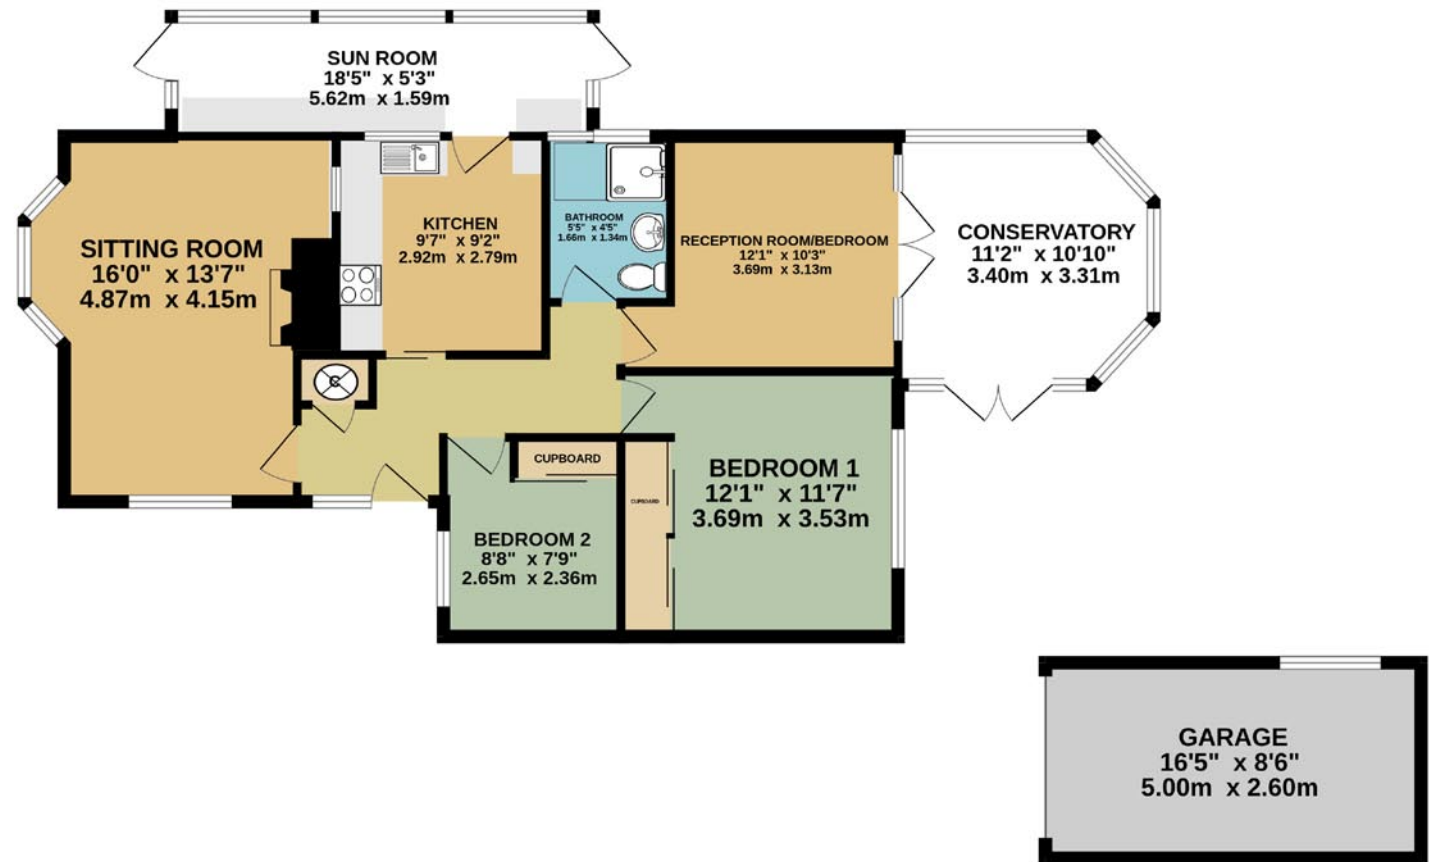 SUN ROOM
18'5" x 5'3"
5.62m x 1.59m
SITTING ROOM
16'0" x 13'7"
4.87m x 4.15m
KITCHEN
9'7" x 9'2"
2.92m x 2.79m
BATHROOM
5'5" x 4'5"
1.66m x 1.34m
RECEPTION ROOM/BEDROOM
12'1" x 10'3"
3.69m x 3.13m
CONSERVATORY
11'2" x 10'10"
3.40m x 3.31m
C
CUPBOARD
CUPBOARD
BEDROOM 1
12'1" x 11'7"
3.69m x 3.53m
BEDROOM 2
8'8" x 7'9"
2.65m x 2.36m
GARAGE
16'5" x 8'6"
5.00m x 2.60m